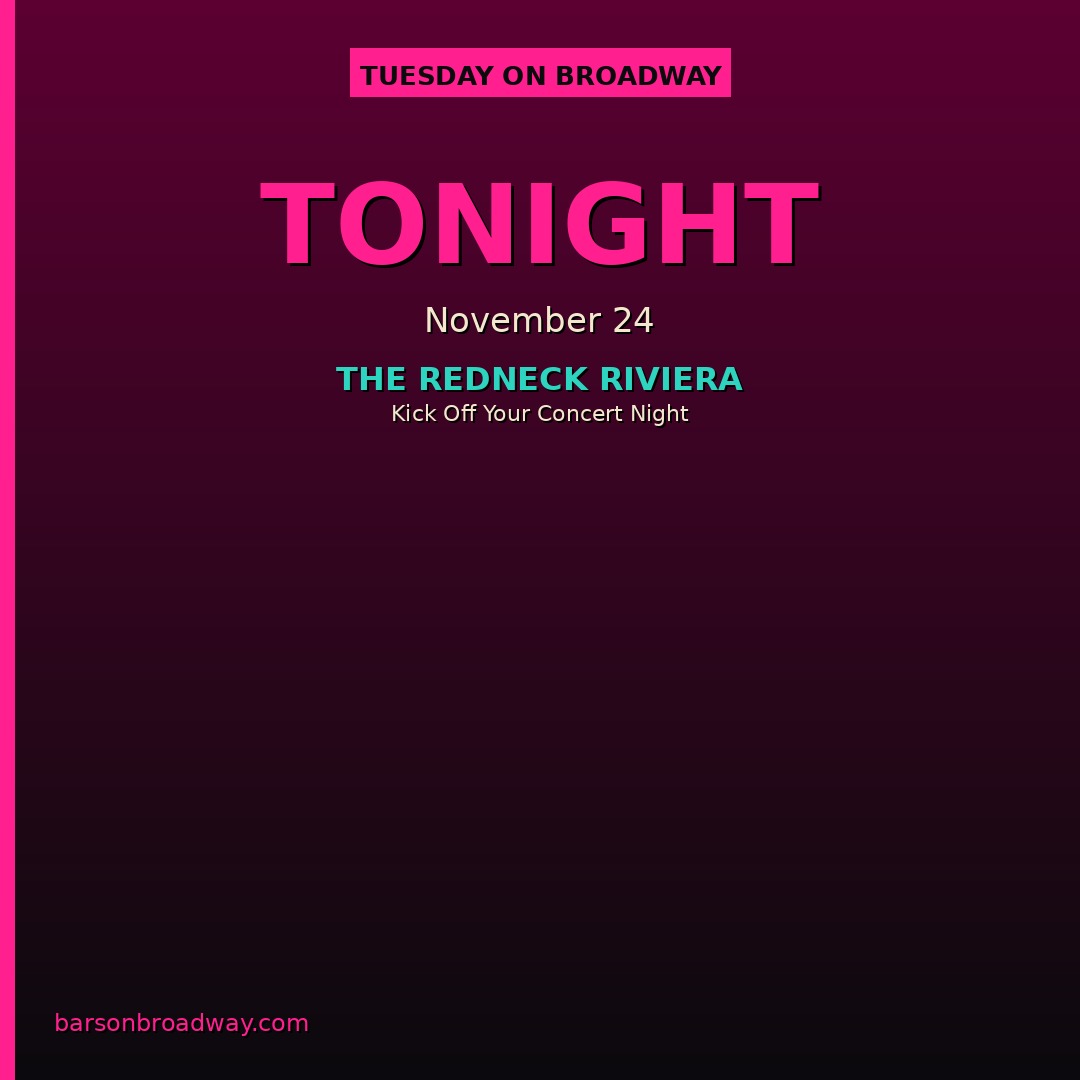 TUESDAY ON BROADWAY
TONIGHT
November 24
THE REDNECK RIVIERA
Kick Off Your Concert Night
barsonbroadway.com